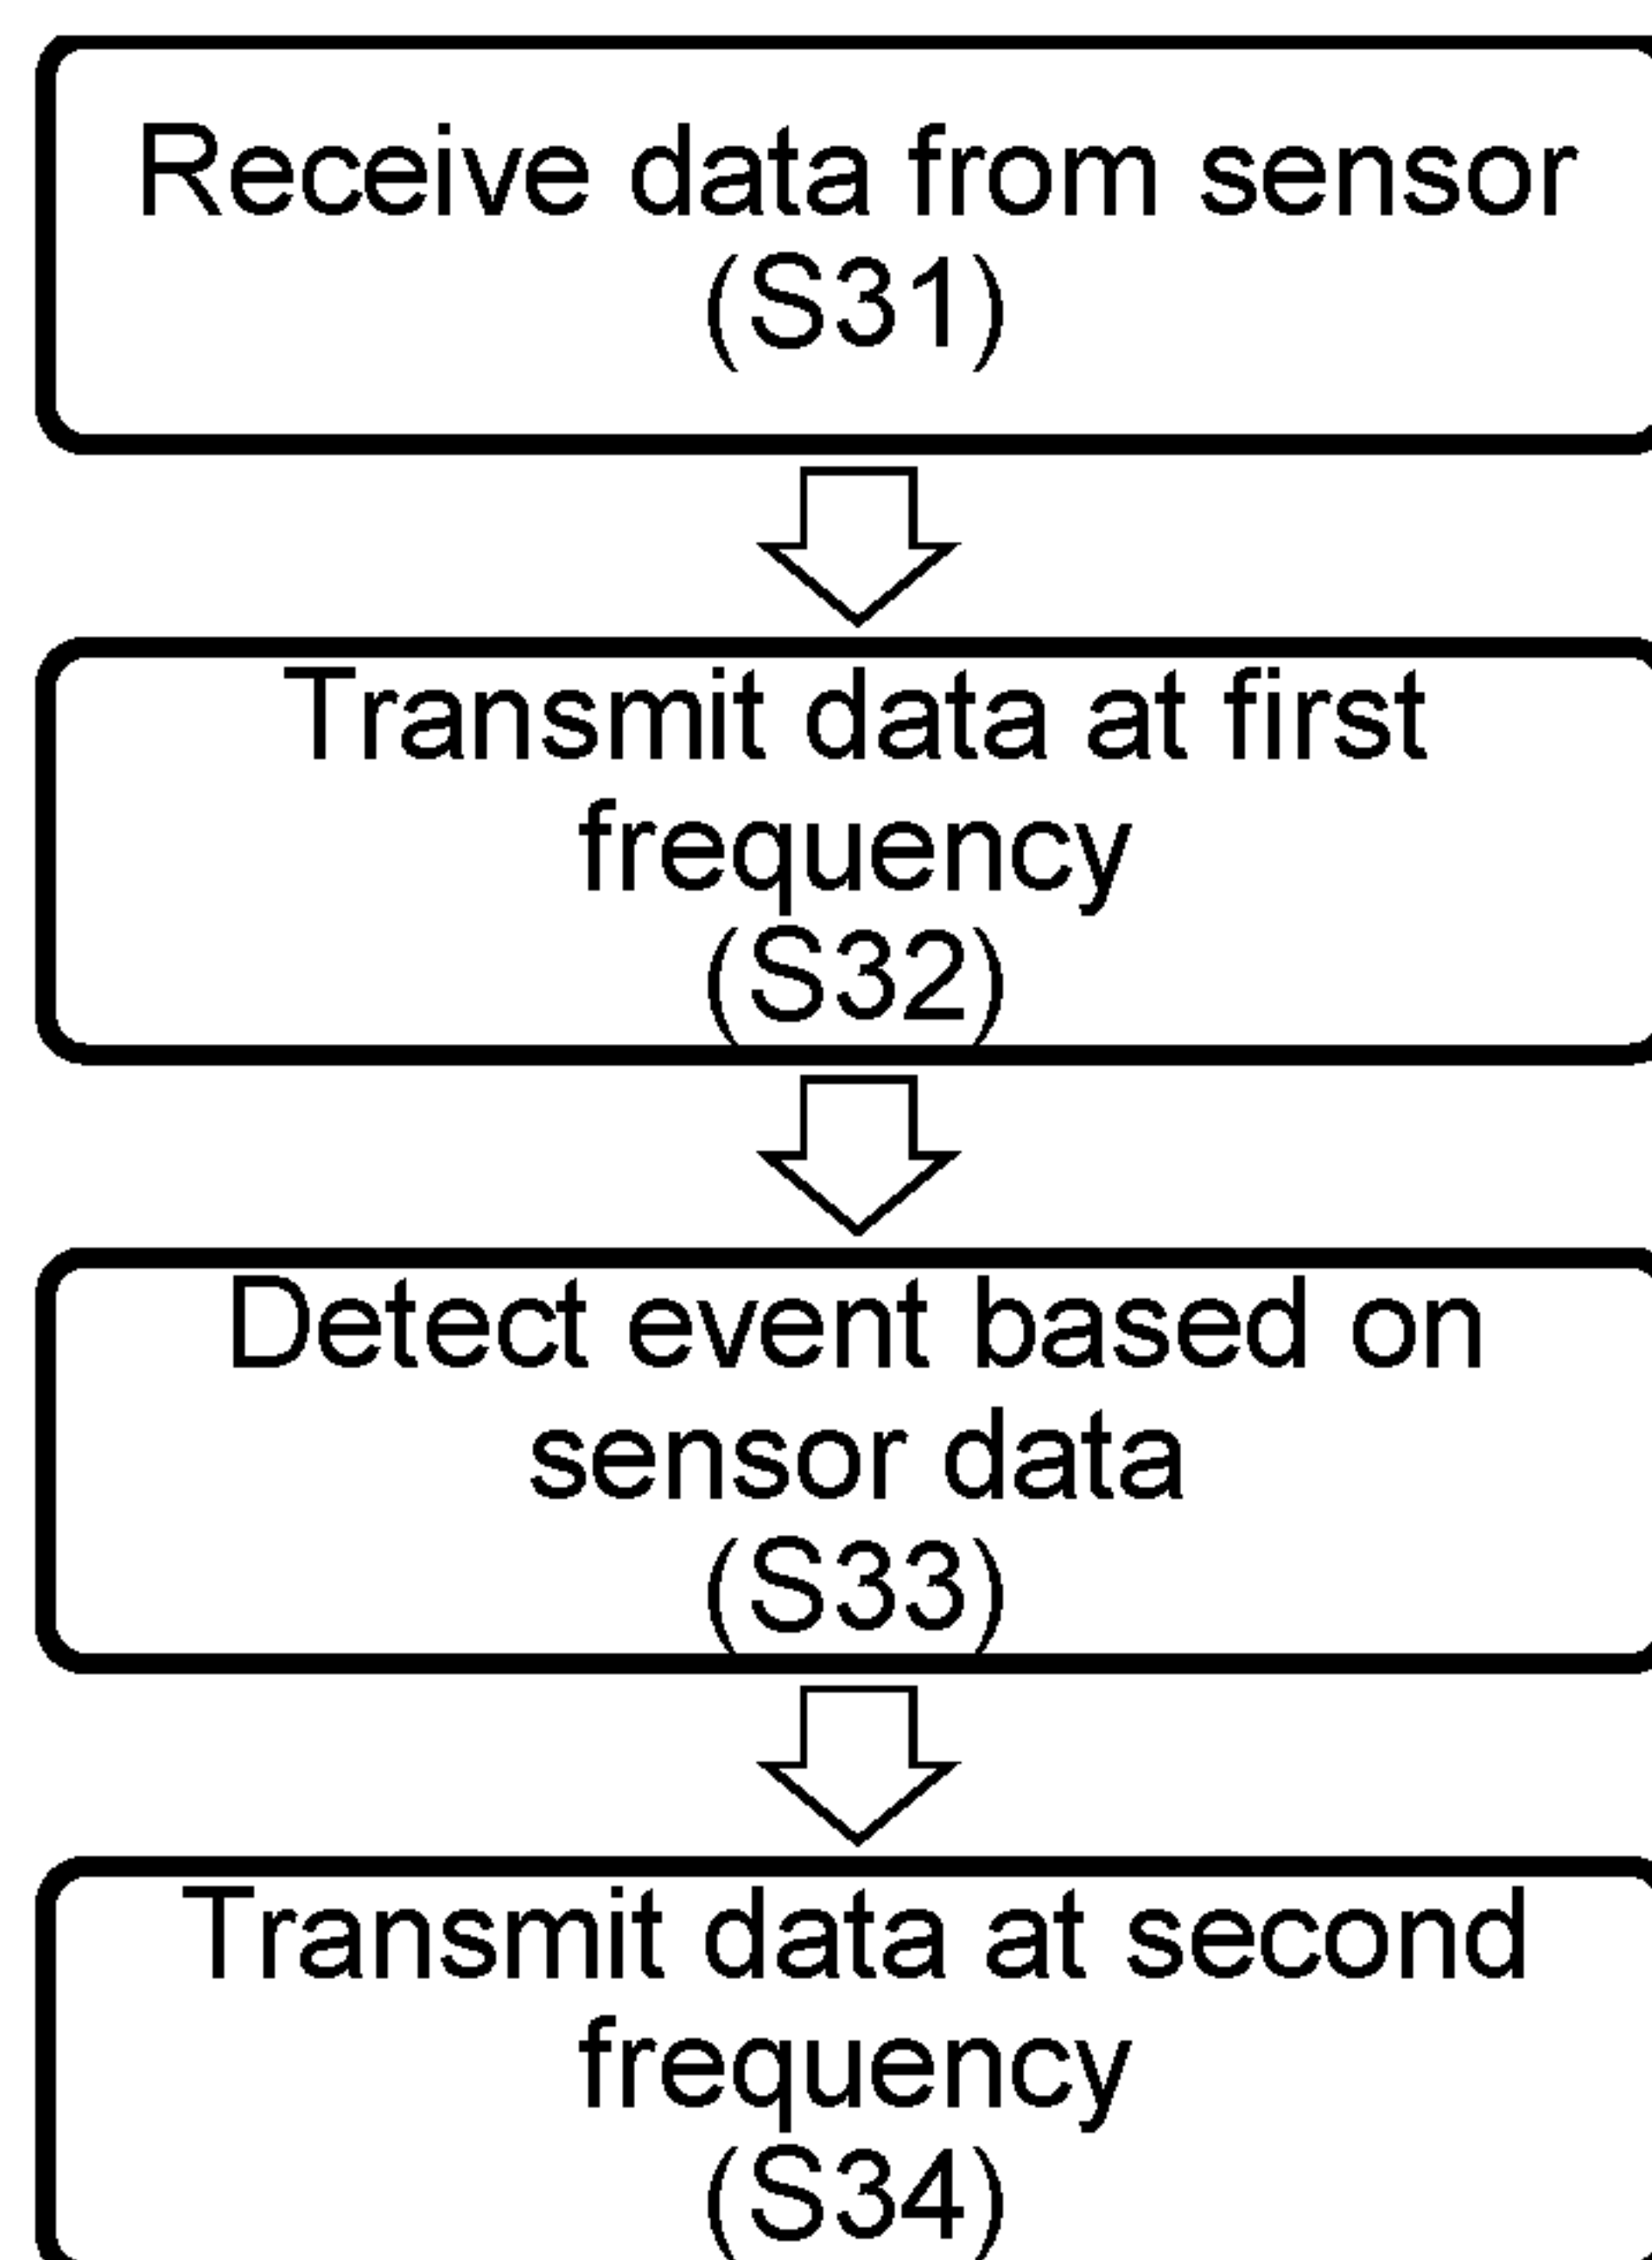 Receive data from sensor
(S31)
Transmit data at first
frequency
(S32)
Detect event based on
sensor data
(S33)
Transmit data at second
frequency
(S34)